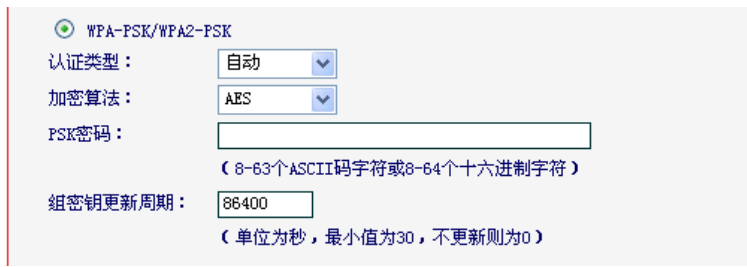 WPA-PSK/WPA2-PSK
认证类型： 自动
加密算法： AES
PSK密码：
（8-63个ASCII码字符或8-64个十六进制字符）
组密钥更新周期： 86400
（单位为秒，最小值为30，不更新则为0）